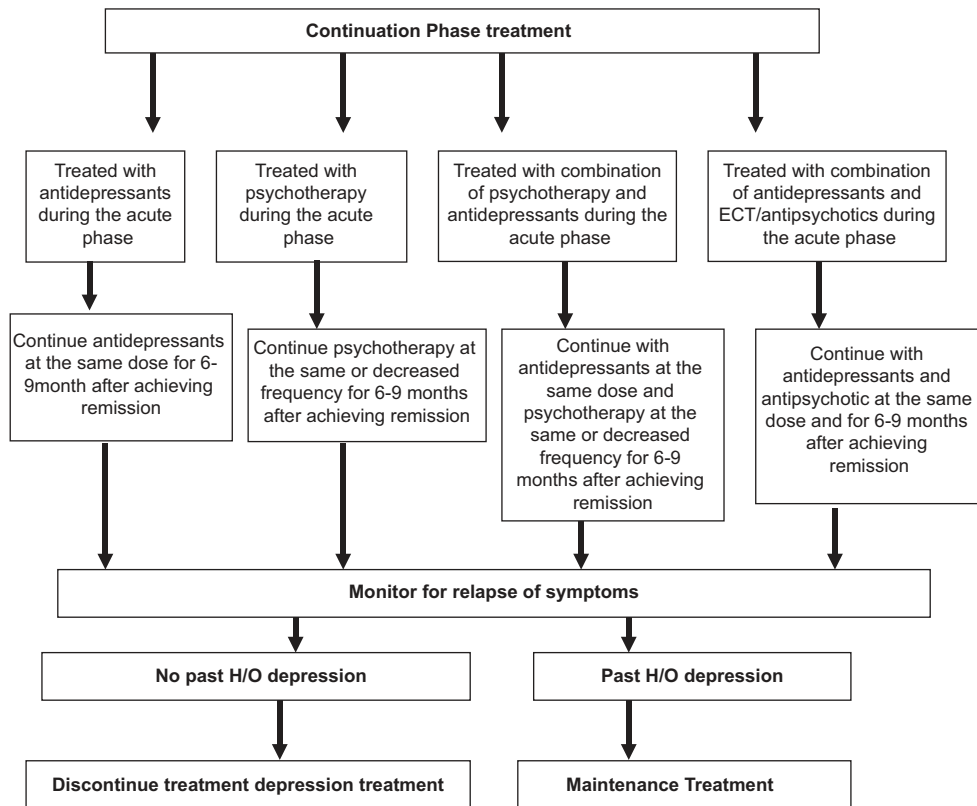 Continuation Phase treatment
Treated with
antidepressants
during the acute
phase
Treated with
psychotherapy
during the acute
phase
Treated with combination
of psychotherapy and
antidepressants during the
acute phase
Treated with combination
of antidepressants and
ECT/antipsychotics during
the acute phase
Continue antidepressants
at the same dose for 6-
9month after achieving
remission
Continue psychotherapy at
the same or decreased
frequency for 6-9 months
after achieving remission
Continue with
antidepressants at the
same dose and
psychotherapy at the
same or decreased
frequency for 6-9
months after achieving
remission
Continue with
antidepressants and
antipsychotic at the same
dose and for 6-9 months
after achieving
remission
Monitor for relapse of symptoms
No past H/O depression
Past H/O depression
Discontinue treatment depression treatment
Maintenance Treatment